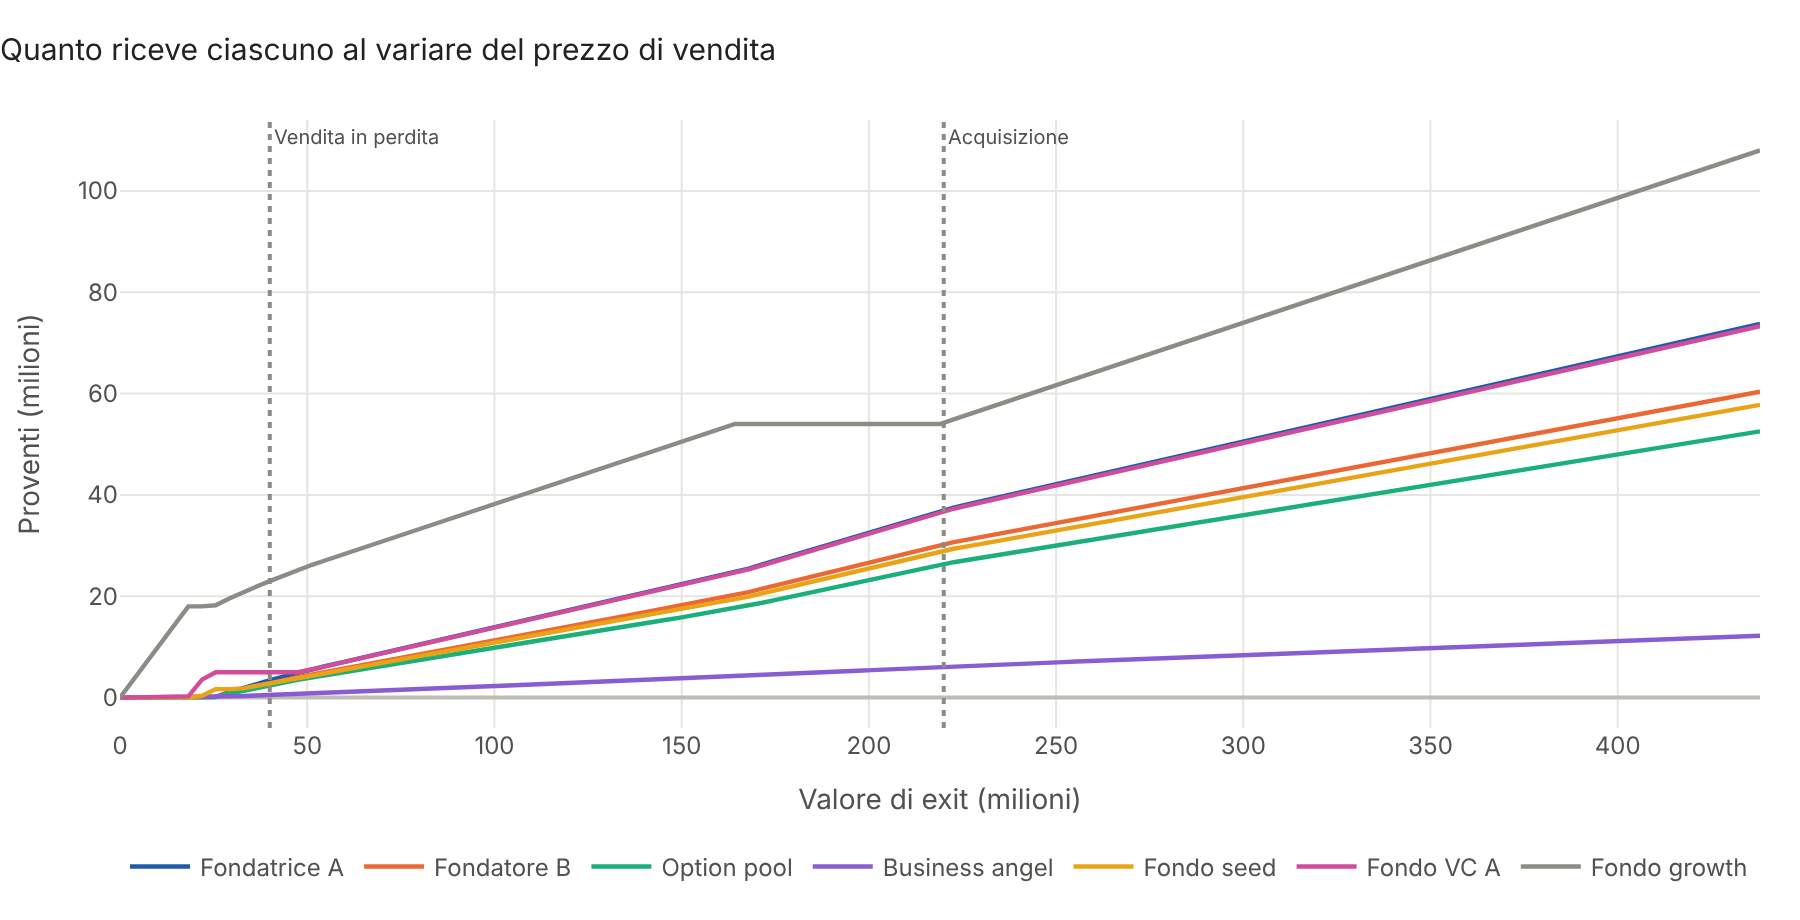 Quanto riceve ciascuno al variare del prezzo di vendita
Vendita in perdita
Acquisizione
100
80
60
40
20
0
Proventi (milioni)
0 50 100 150 200 250 300 350 400
Valore di exit (milioni)
Fondatrice A Fondatore B Option pool Business angel Fondo seed Fondo VC A Fondo growth